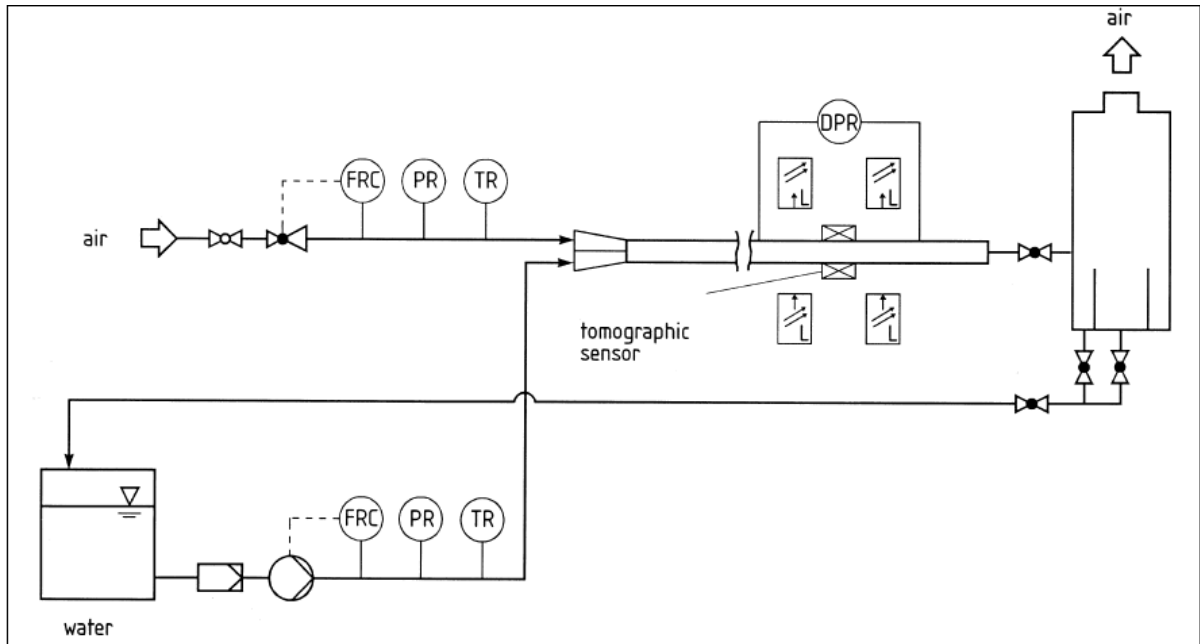 air
DPR
FRC
PR
TR
L
L
air
tomographic
sensor
L
L
FRC
PR
TR
water